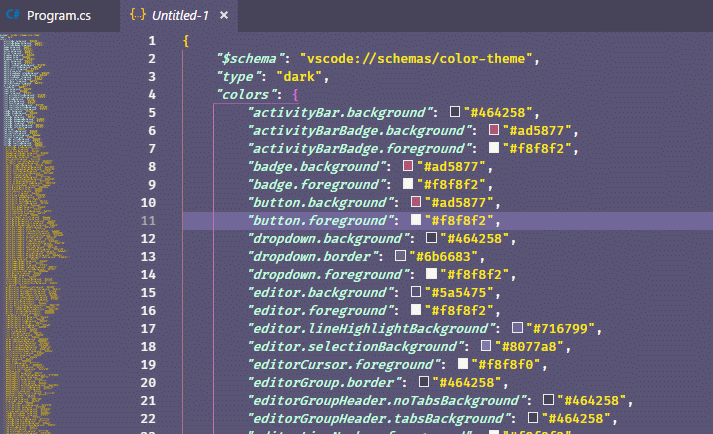 C# Program.cs
{..} Untitled-1 ×
1 {
2 "$schema": "vscode://schemas/color-theme",
3 "type": "dark",
4 "colors": {
5 "activityBar.background": "#464258",
6 "activityBarBadge.background": "#ad5877",
7 "activityBarBadge.foreground": "#f8f8f2",
8 "badge.background": "#ad5877",
9 "badge.foreground": "#f8f8f2",
10 "button.background": "#ad5877",
11 "button.foreground": "#f8f8f2",
12 "dropdown.background": "#464258",
13 "dropdown.border": "#6b6683",
14 "dropdown.foreground": "#f8f8f2",
15 "editor.background": "#5a5475",
16 "editor.foreground": "#f8f8f2",
17 "editor.lineHighlightBackground": "#716799",
18 "editor.selectionBackground": "#8077a8",
19 "editorCursor.foreground": "#f8f8f0",
20 "editorGroup.border": "#464258",
21 "editorGroupHeader.noTabsBackground": "#464258",
22 "editorGroupHeader.tabsBackground": "#464258",